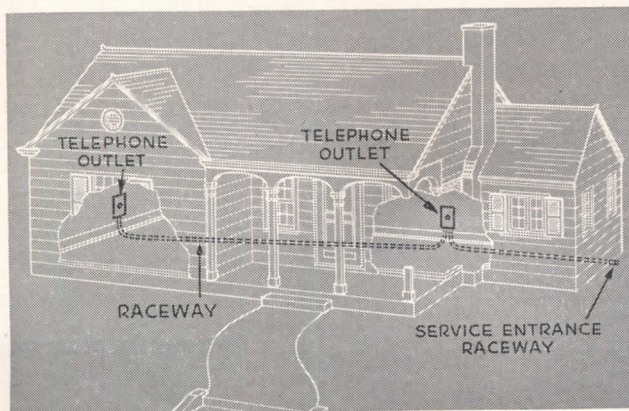 TELEPHONE
OUTLET
TELEPHONE
OUTLET
RACEWAY
SERVICE ENTRANCE
RACEWAY